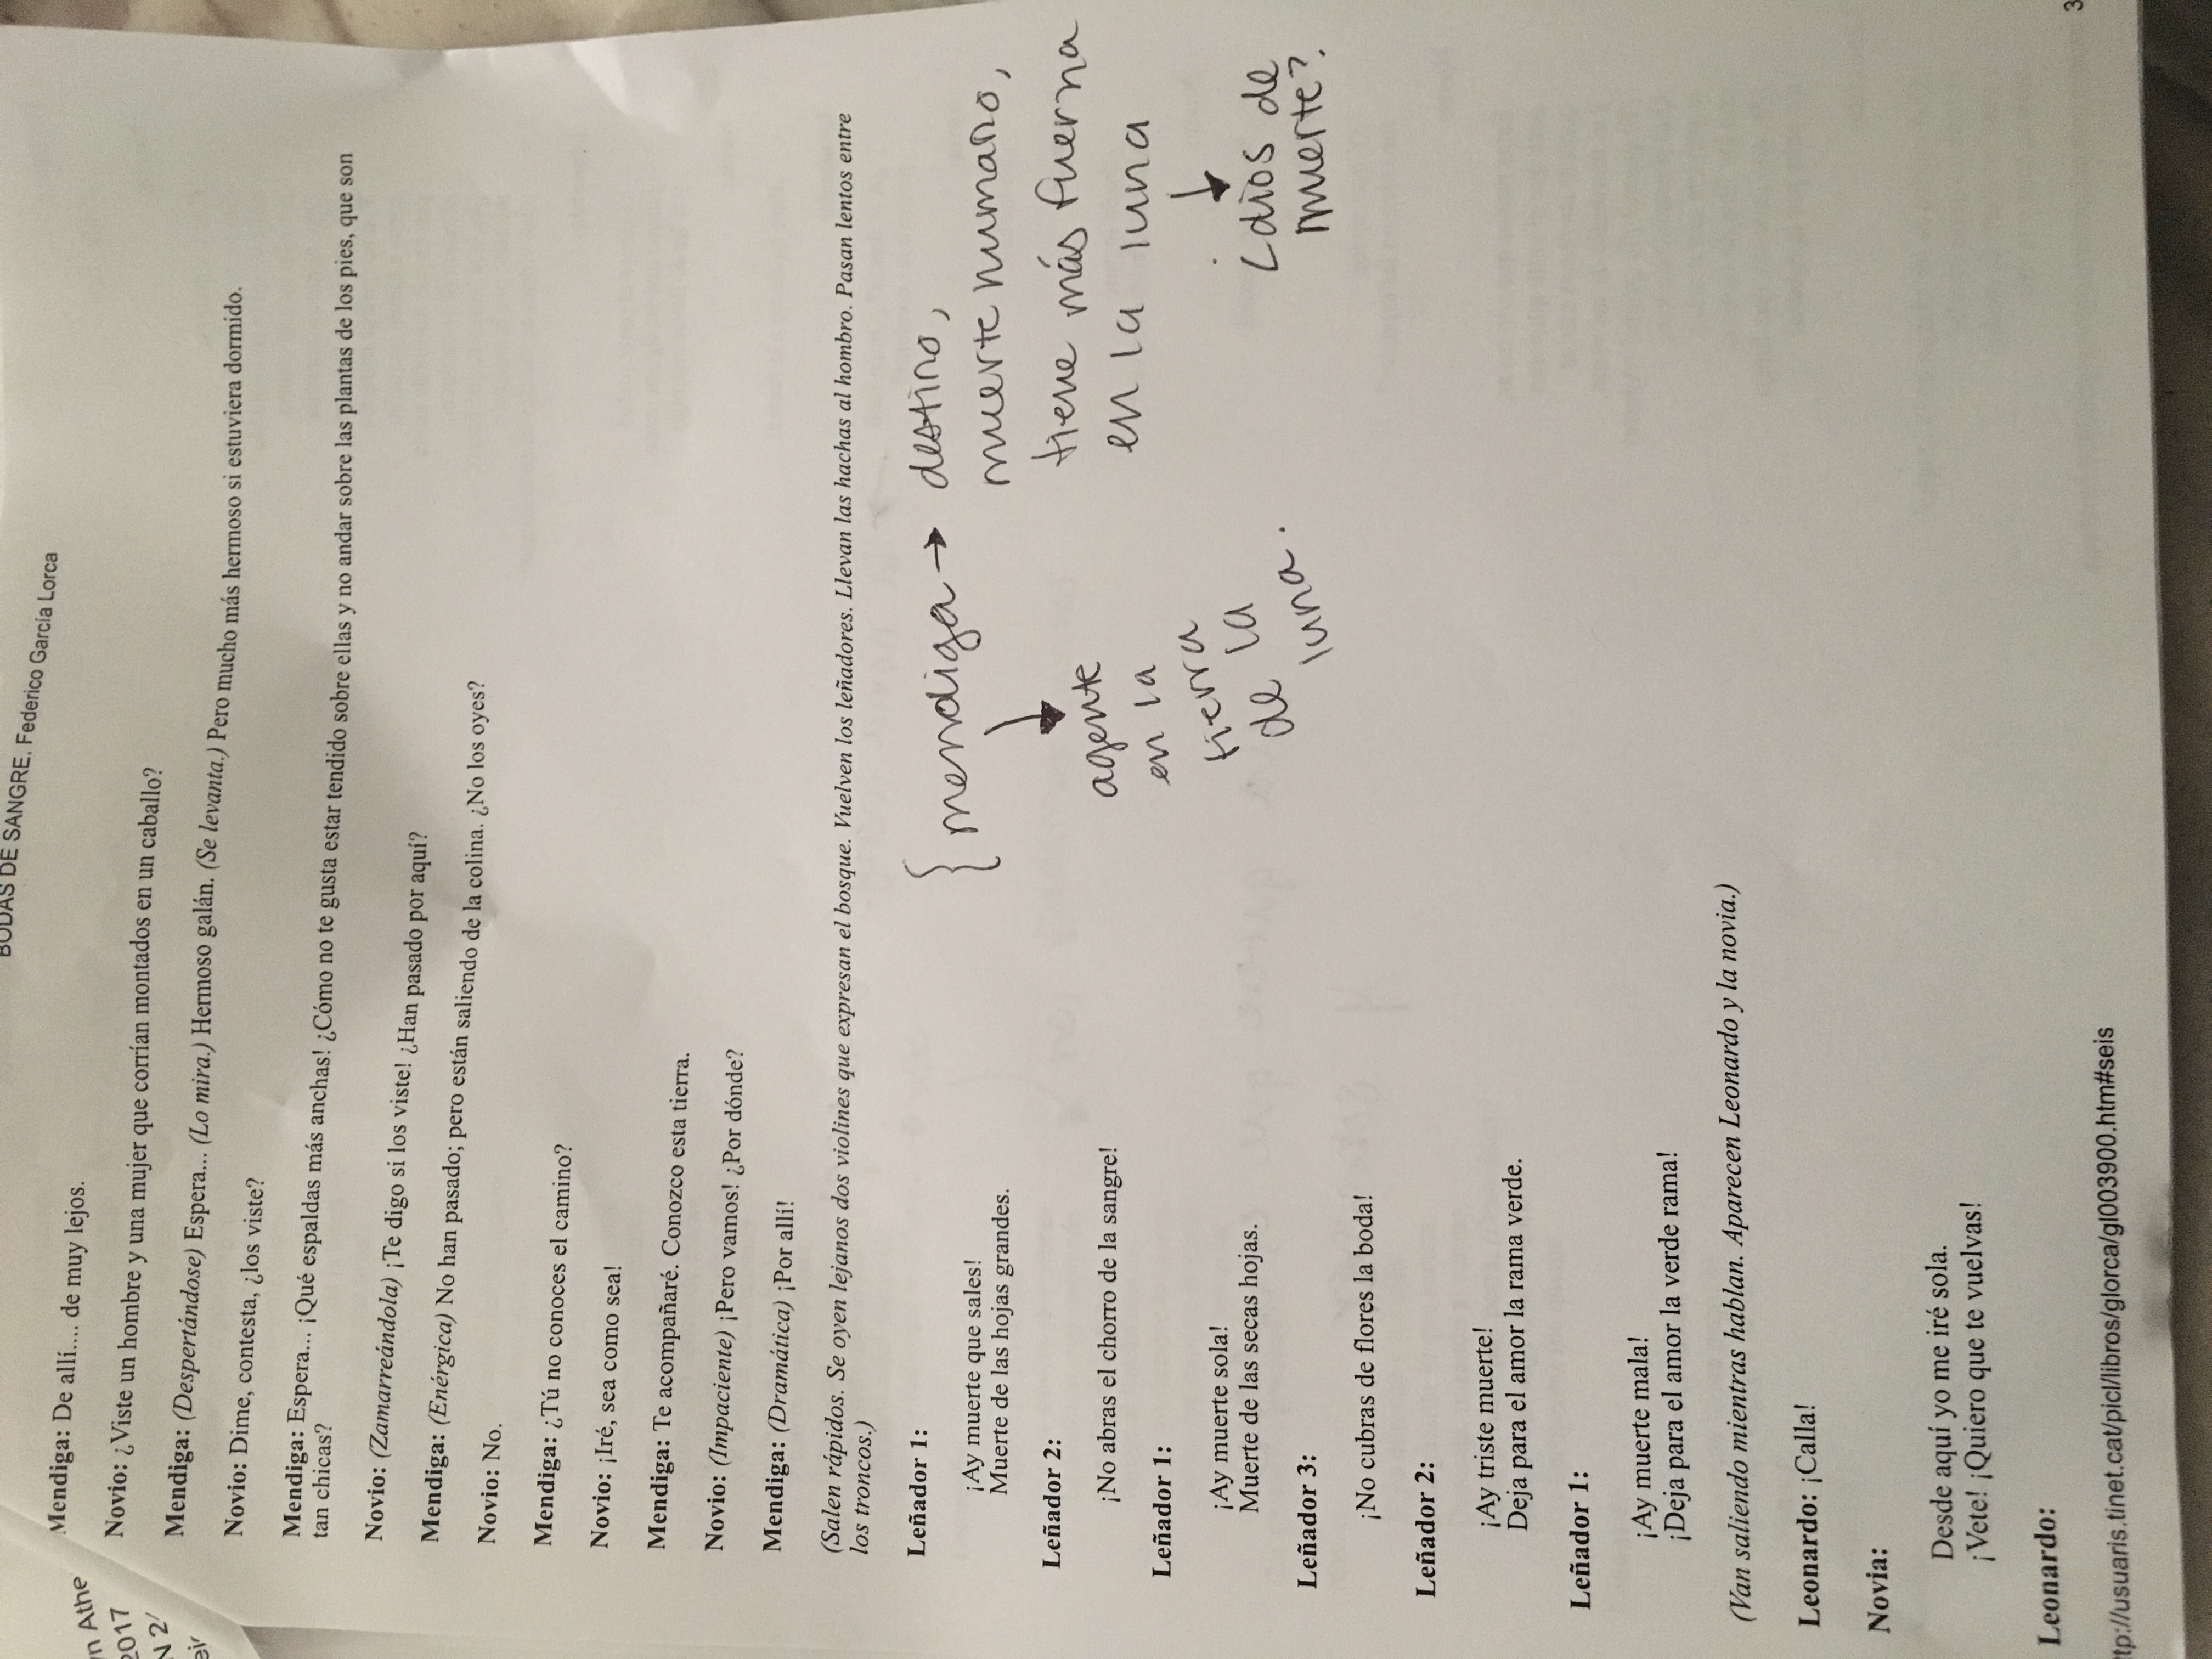 BODAS DE SANGRE. Federico García Lorca
Athe
2017
Mendiga: De allí.... de muy lejos.
Novio: ¿Viste un hombre y una mujer que corrían montados en un caballo?
Mendiga: (Despertándose) Espera... (Lo mira.) Hermoso galán. (Se levanta.) Pero mucho más hermoso si estuviera dormido.
Novio: Dime, contesta, ¿los viste?
Mendiga: Espera... ¡Qué espaldas más anchas! ¿Cómo no te gusta estar tendido sobre ellas y no andar sobre las plantas de los pies, que son
tan chicas?
Novio: (Zamarreándola) ¡Te digo si los viste! ¿Han pasado por aquí?
Mendiga: (Enérgica) No han pasado; pero están saliendo de la colina. ¿No los oyes?
Novio: No.
Mendiga: ¿Tú no conoces el camino?
Novio: ¡Iré, sea como sea!
Mendiga: Te acompañaré. Conozco esta tierra.
Novio: (Impaciente) ¡Pero vamos! ¿Por dónde?
Mendiga: (Dramática) ¡Por allí!
(Salen rápidos. Se oyen lejanos dos violines que expresan el bosque. Vuelven los leñadores. Llevan las hachas al hombro. Pasan lentos entre
los troncos.)
Leñador 1:
¡Ay muerte que sales!
Muerte de las hojas grandes.
Leñador 2:
¡No abras el chorro de la sangre!
Leñador 1:
¡Ay muerte sola!
Muerte de las secas hojas.
Leñador 3:
¡No cubras de flores la boda!
Leñador 2:
¡Ay triste muerte!
Deja para el amor la rama verde.
Leñador 1:
¡Ay muerte mala!
¡Deja para el amor la verde rama!
(Van saliendo mientras hablan. Aparecen Leonardo y la novia.)
Leonardo: ¡Calla!
Novia:
Desde aquí yo me iré sola.
¡Vete! ¡Quiero que te vuelvas!
Leonardo:
{ mendiga → destino,
muerte humano,
tiene más fuerza
en la luna
↓
¿dios de
muerte?
↓
agente
en la
tierra
de la
luna.
ttp://usuaris.tinet.cat/picl/libros/glorca/gl003900.htm#seis
3